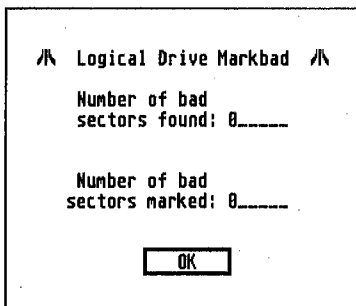 Logical Drive Markbad
Number of bad
sectors found: 0_____
Number of bad
sectors marked: 0_____
OK